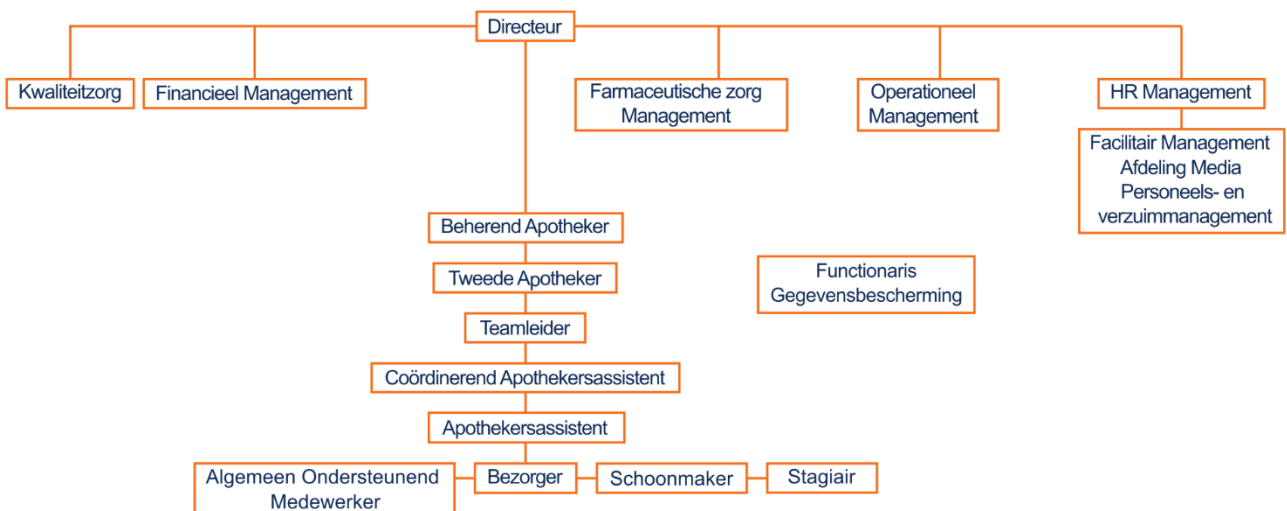 Directeur
Kwaliteitzorg
Financieel Management
Farmaceutische zorg
Management
Operationeel
Management
HR Management
Facilitair Management
Afdeling Media
Personeels- en
verzuimmanagement
Beherend Apotheker
Tweede Apotheker
Functionaris
Gegevensbescherming
Teamleider
Coördinerend Apothekersassistent
Apothekersassistent
Algemeen Ondersteunend
Medewerker
Bezorger
Schoonmaker
Stagiair